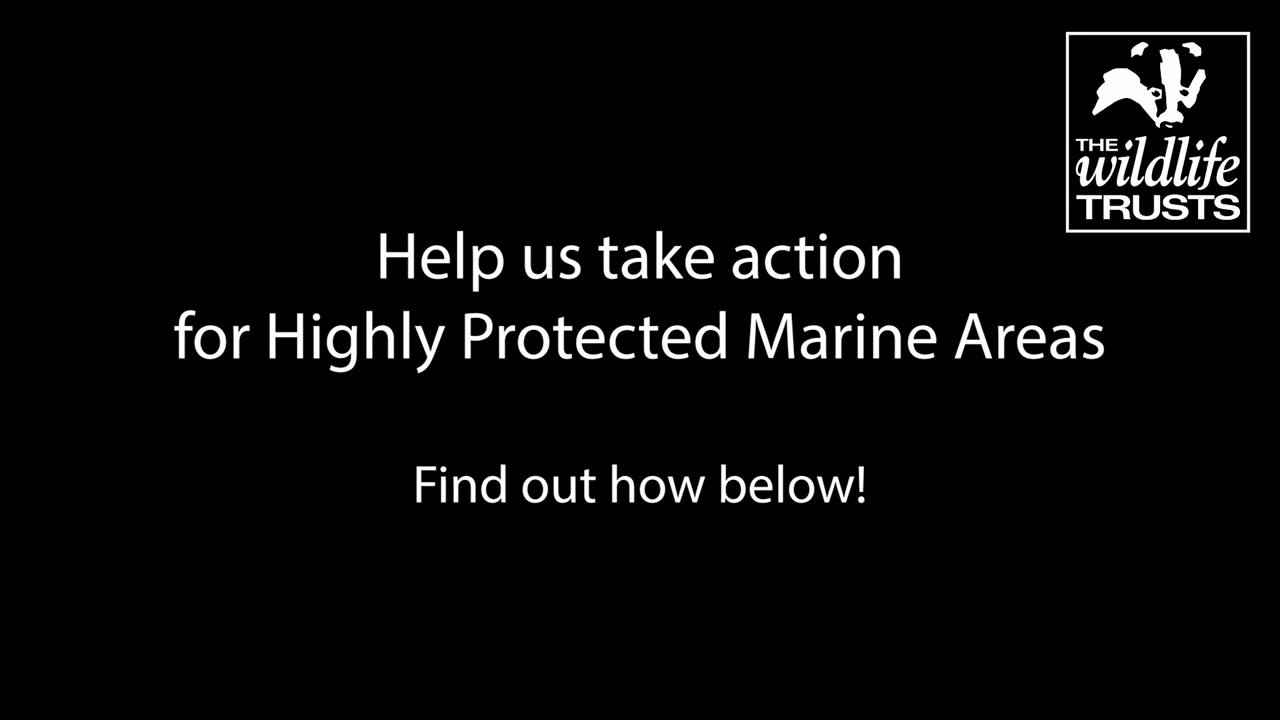 THE
wildlife
TRUSTS
Help us take action
for Highly Protected Marine Areas
Find out how below!